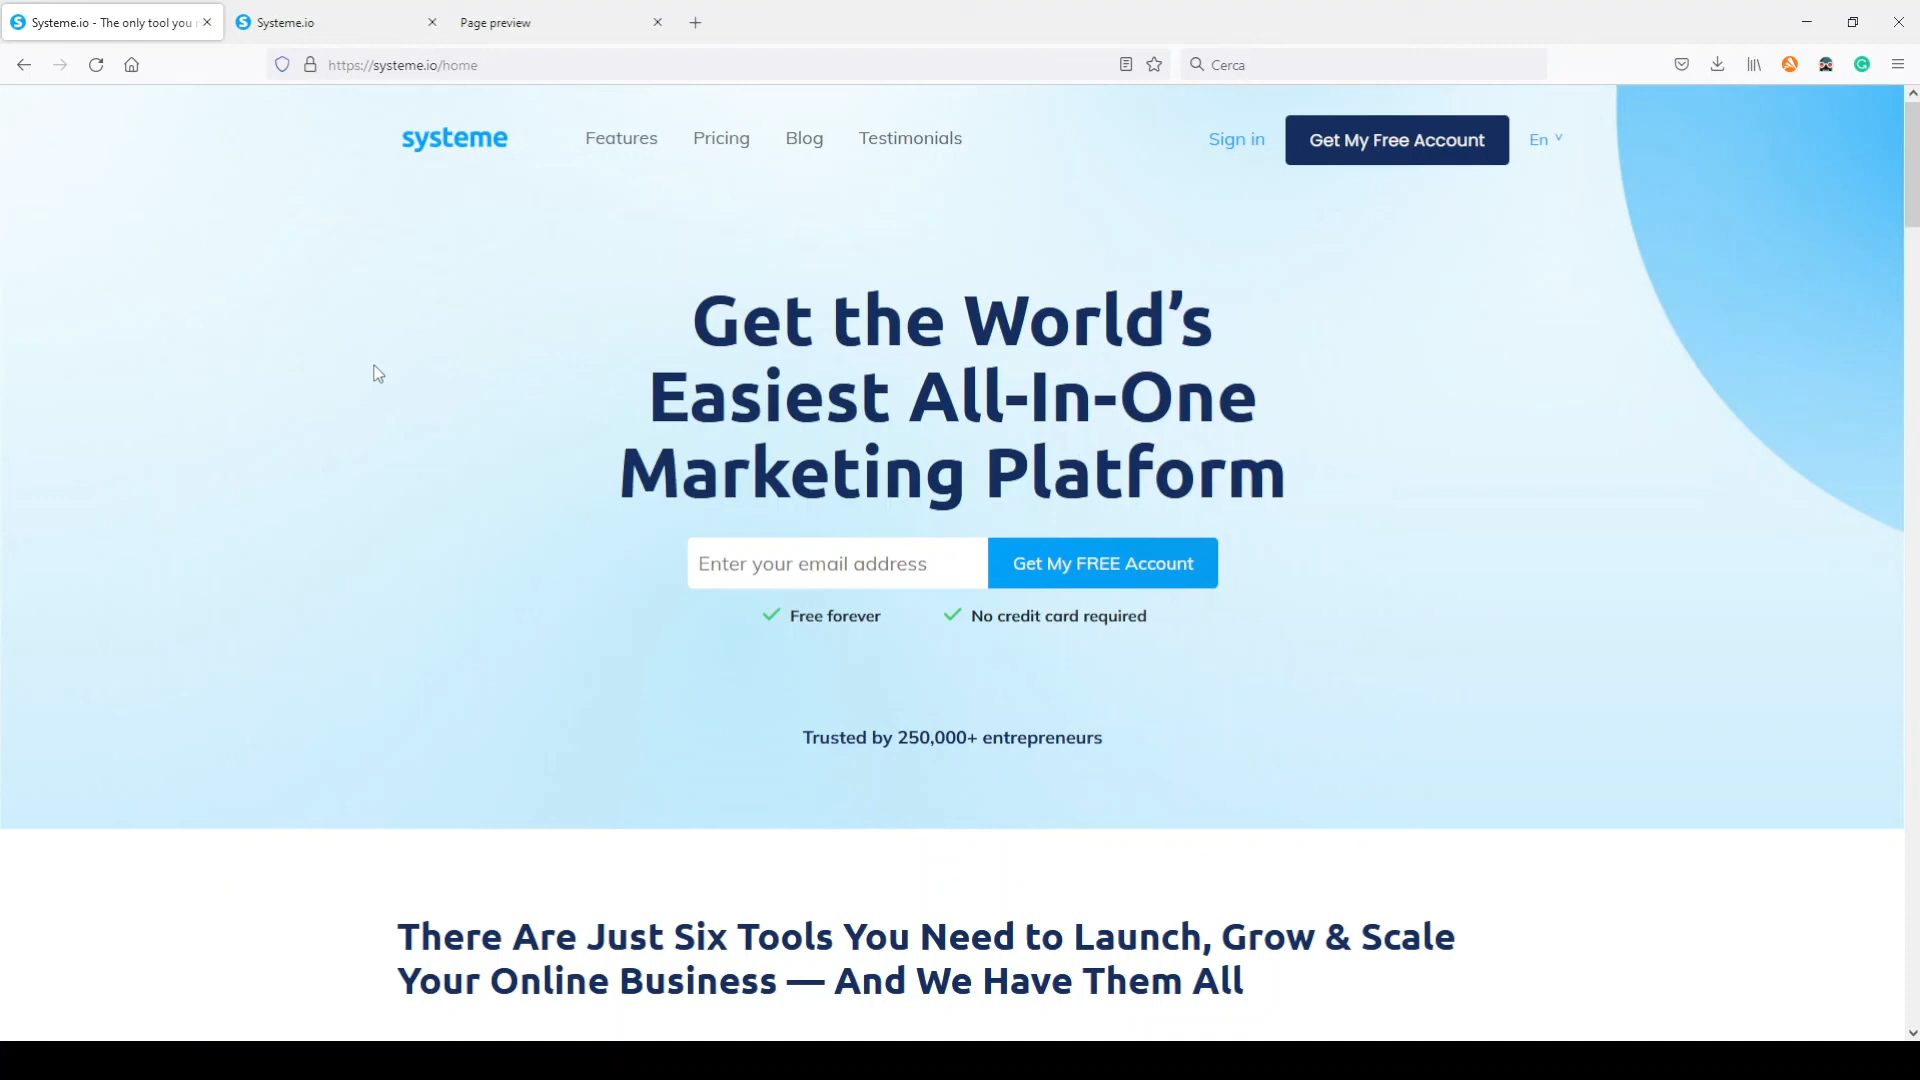 Systeme.io - The only tool you n
Systeme.io
Page preview
https://systeme.io/home
Cerca
systeme
Features
Pricing
Blog
Testimonials
Sign in
Get My Free Account
En
Get the World’s
Easiest All-In-One
Marketing Platform
Enter your email address
Get My FREE Account
Free forever
No credit card required
Trusted by 250,000+ entrepreneurs
There Are Just Six Tools You Need to Launch, Grow & Scale
Your Online Business — And We Have Them All